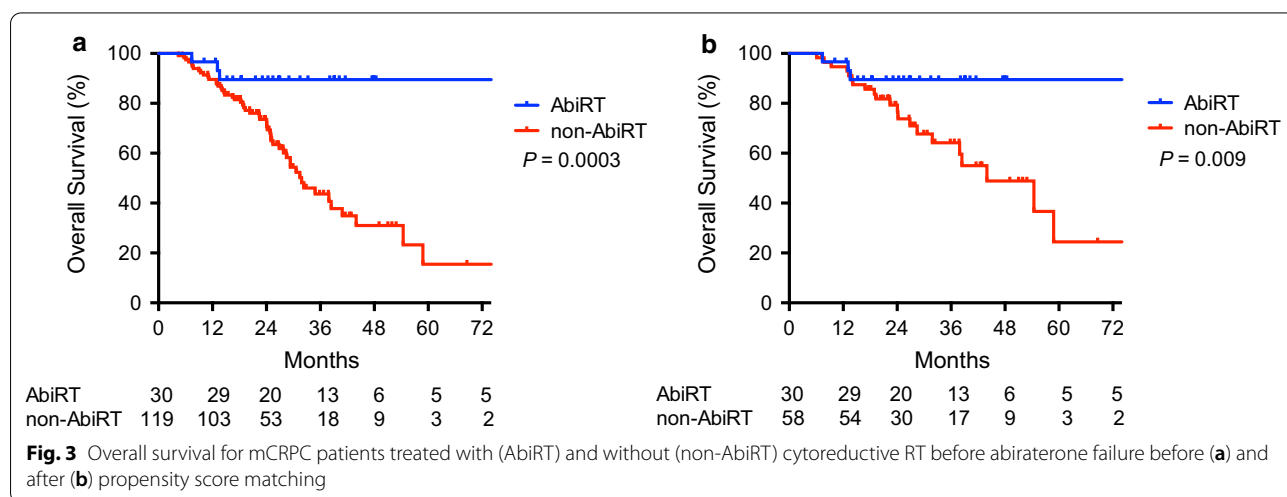 a
100
80
60
40
20
0
Overall Survival (%)
0 12 24 36 48 60 72
Months
AbiRT
non-AbiRT
P = 0.0003
AbiRT 30 29 20 13 6 5 5
non-AbiRT 119 103 53 18 9 3 2
b
100
80
60
40
20
0
Overall Survival (%)
0 12 24 36 48 60 72
Months
AbiRT
non-AbiRT
P = 0.009
AbiRT 30 29 20 13 6 5 5
non-AbiRT 58 54 30 17 9 3 2
Fig. 3 Overall survival for mCRPC patients treated with (AbiRT) and without (non-AbiRT) cytoreductive RT before abiraterone failure before (a) and
after (b) propensity score matching